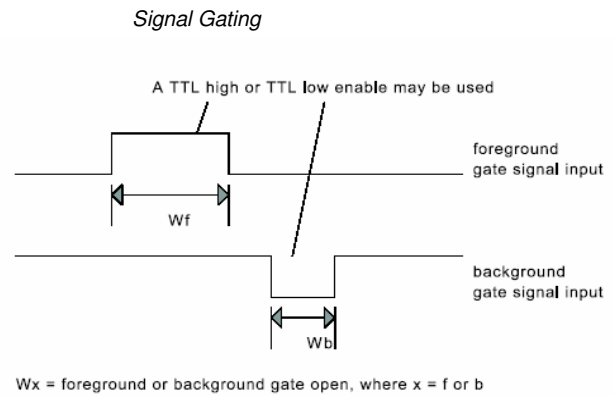 Signal Gating
A TTL high or TTL low enable may be used
foreground
gate signal input
Wf
background
gate signal input
Wb
Wx = foreground or background gate open, where x = f or b